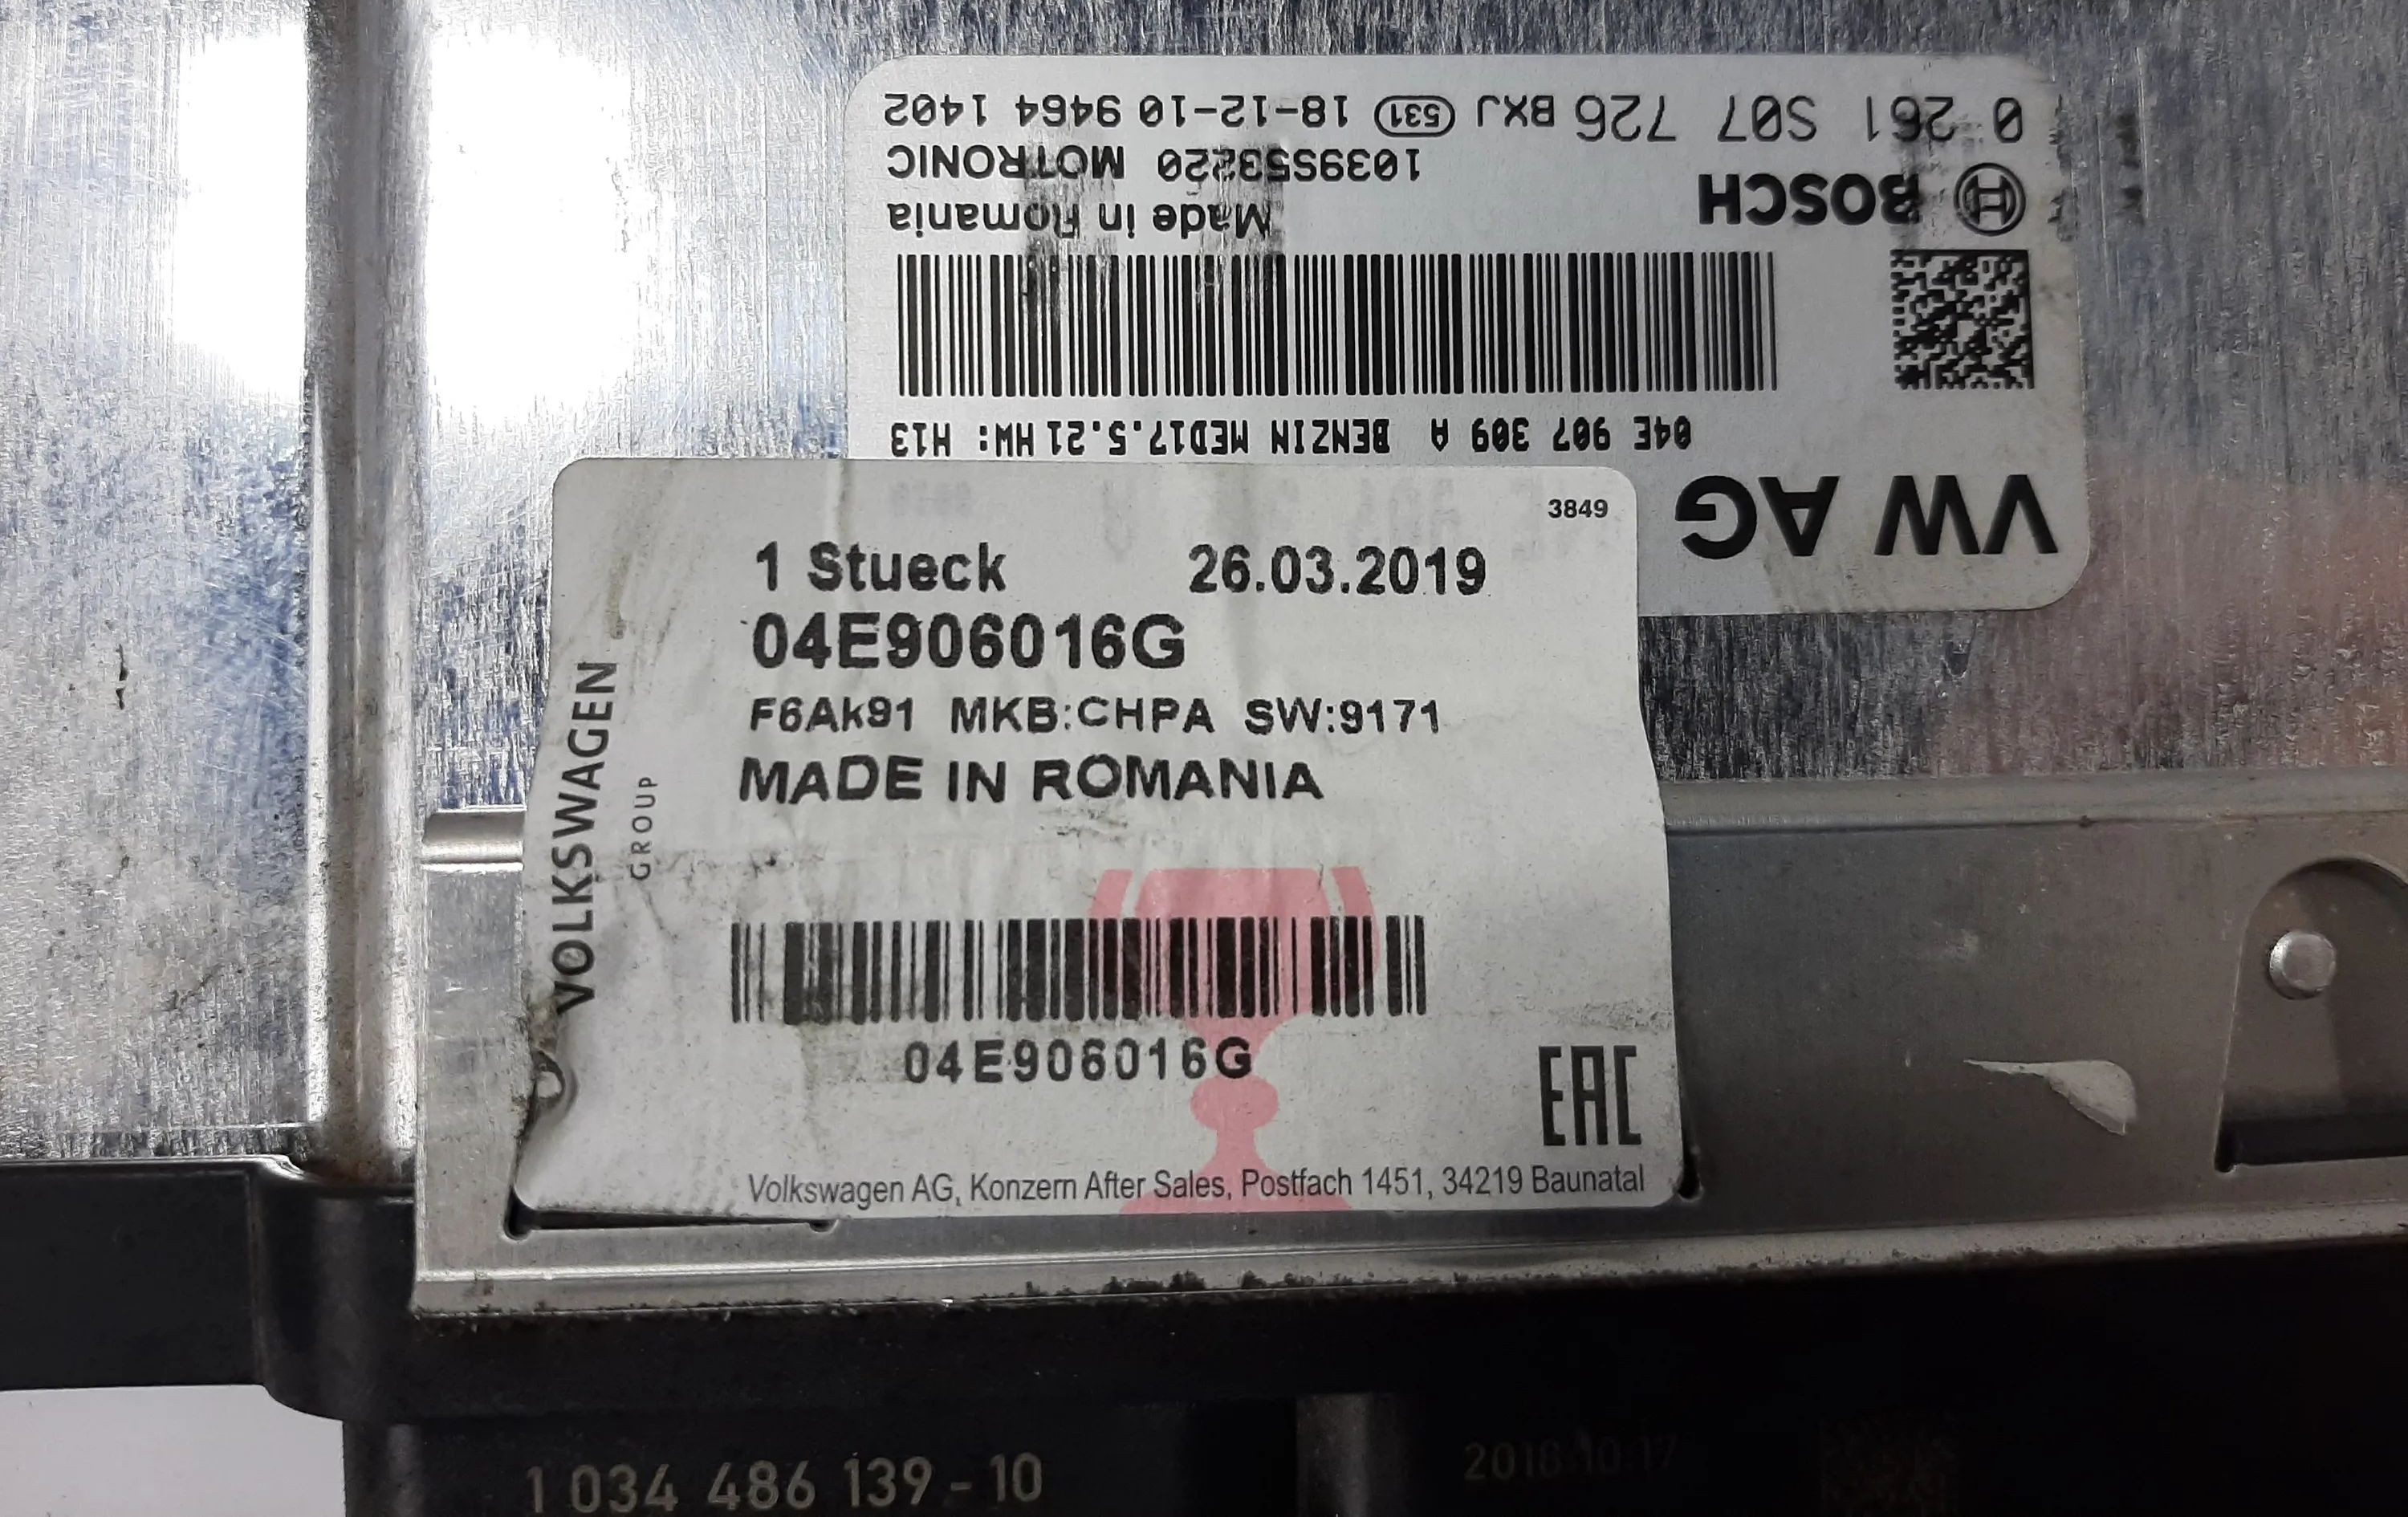 VW AG
04E 907 309 A BENZIN MED17.5.21 HW: H13
BOSCH
Made in Romania
1039S53220 MOTRONIC
0 261 S07 726 BXJ 531 18-12-10 9464 1402
3849
1 Stueck 26.03.2019
04E906016G
F6Ak91 MKB:CHPA SW:9171
MADE IN ROMANIA
VOLKSWAGEN
GROUP
04E906016G
EAC
Volkswagen AG, Konzern After Sales, Postfach 1451, 34219 Baunatal
1 034 486 139-10
2018.10.17